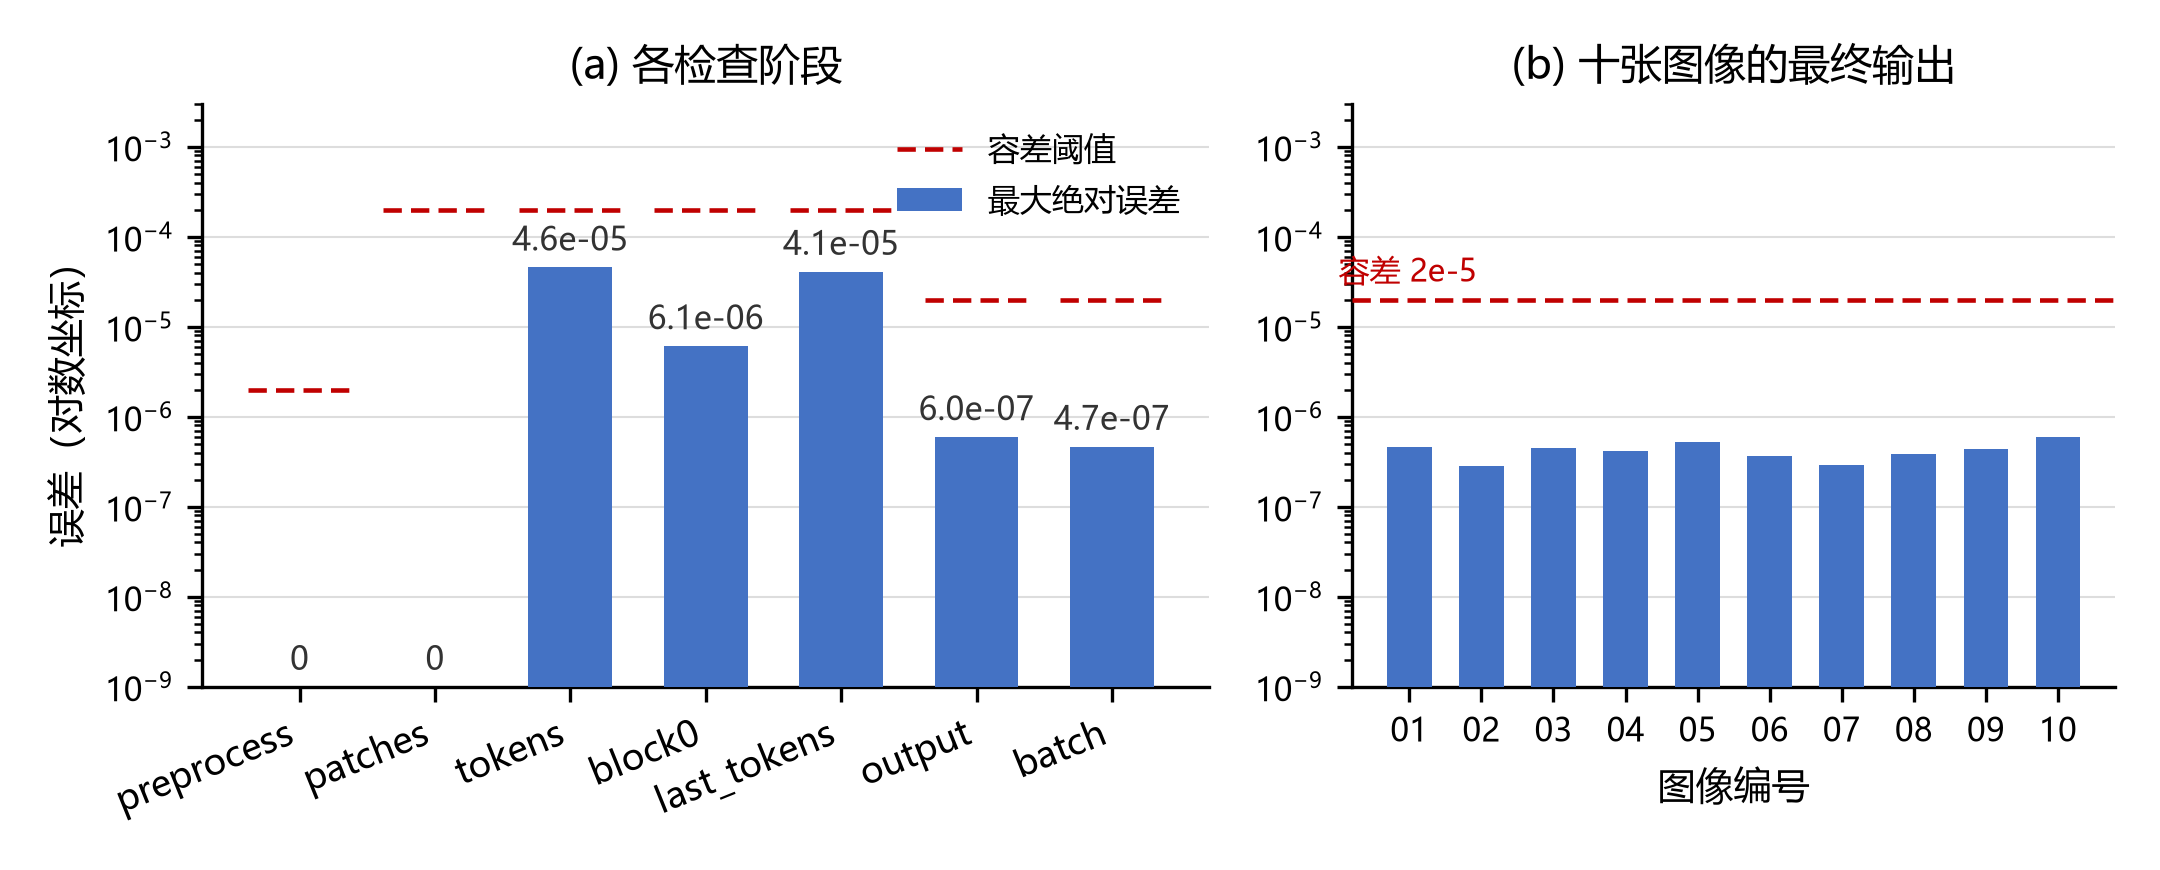 (a) 各检查阶段
误差（对数坐标）
10⁻³
10⁻⁴
10⁻⁵
10⁻⁶
10⁻⁷
10⁻⁸
10⁻⁹
容差阈值
最大绝对误差
0
0
4.6e-05
6.1e-06
4.1e-05
6.0e-07
4.7e-07
preprocess
patches
tokens
block0
last_tokens
output
batch
(b) 十张图像的最终输出
10⁻³
10⁻⁴
10⁻⁵
10⁻⁶
10⁻⁷
10⁻⁸
10⁻⁹
容差 2e-5
01 02 03 04 05 06 07 08 09 10
图像编号